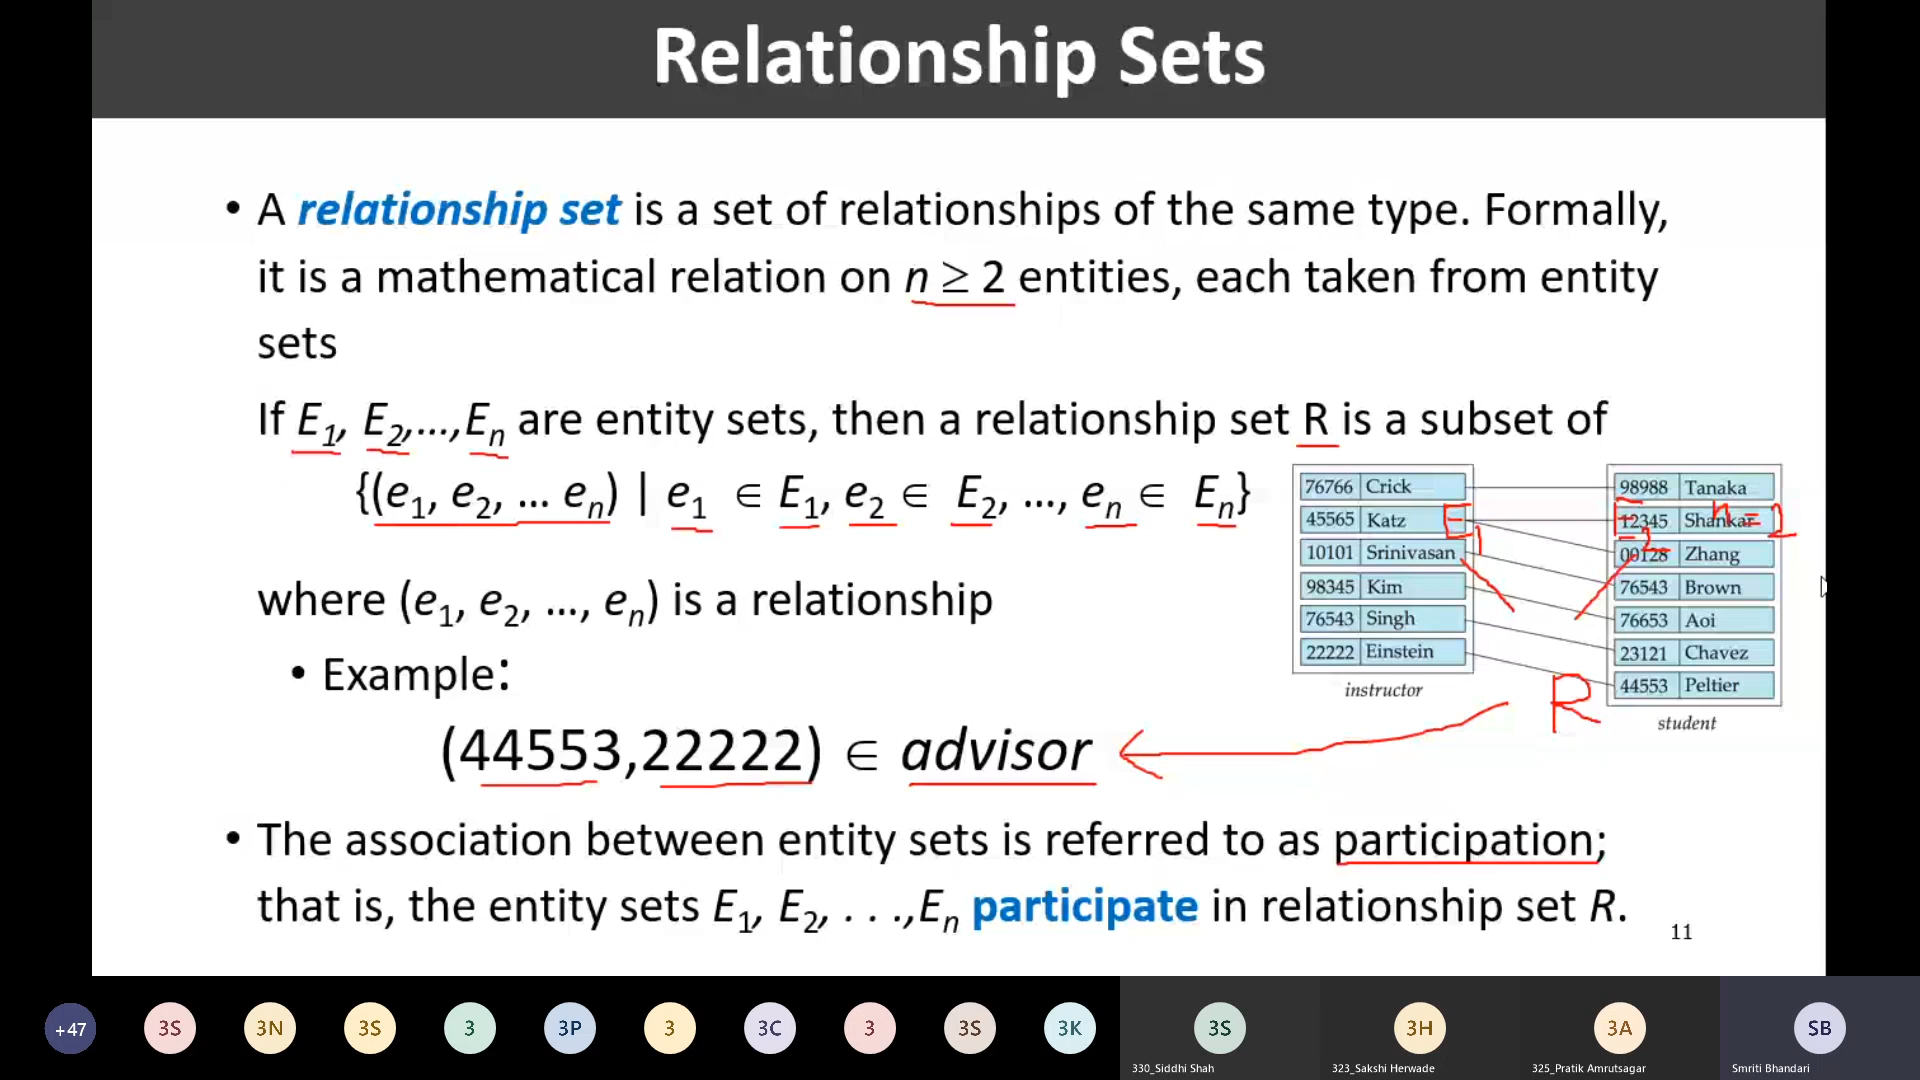 Relationship Sets
• A relationship set is a set of relationships of the same type. Formally,
it is a mathematical relation on n ≥ 2 entities, each taken from entity
sets
If E1, E2,...,En are entity sets, then a relationship set R is a subset of
{(e1, e2, ... en) | e1 ∈ E1, e2 ∈ E2, ..., en ∈ En}
where (e1, e2, ..., en) is a relationship
• Example:
(44553,22222) ∈ advisor
76766 Crick
45565 Katz
10101 Srinivasan
98345 Kim
76543 Singh
22222 Einstein
instructor
98988 Tanaka
12345 Shankar
00128 Zhang
76543 Brown
76653 Aoi
23121 Chavez
44553 Peltier
student
E1
E2
n = 2
R
• The association between entity sets is referred to as participation;
that is, the entity sets E1, E2, . . .,En participate in relationship set R.
11
+47
3S
3N
3S
3
3P
3
3C
3
3S
3K
3S
3H
3A
SB
330_Siddhi Shah
323_Sakshi Herwade
325_Pratik Amrutsagar
Smriti Bhandari